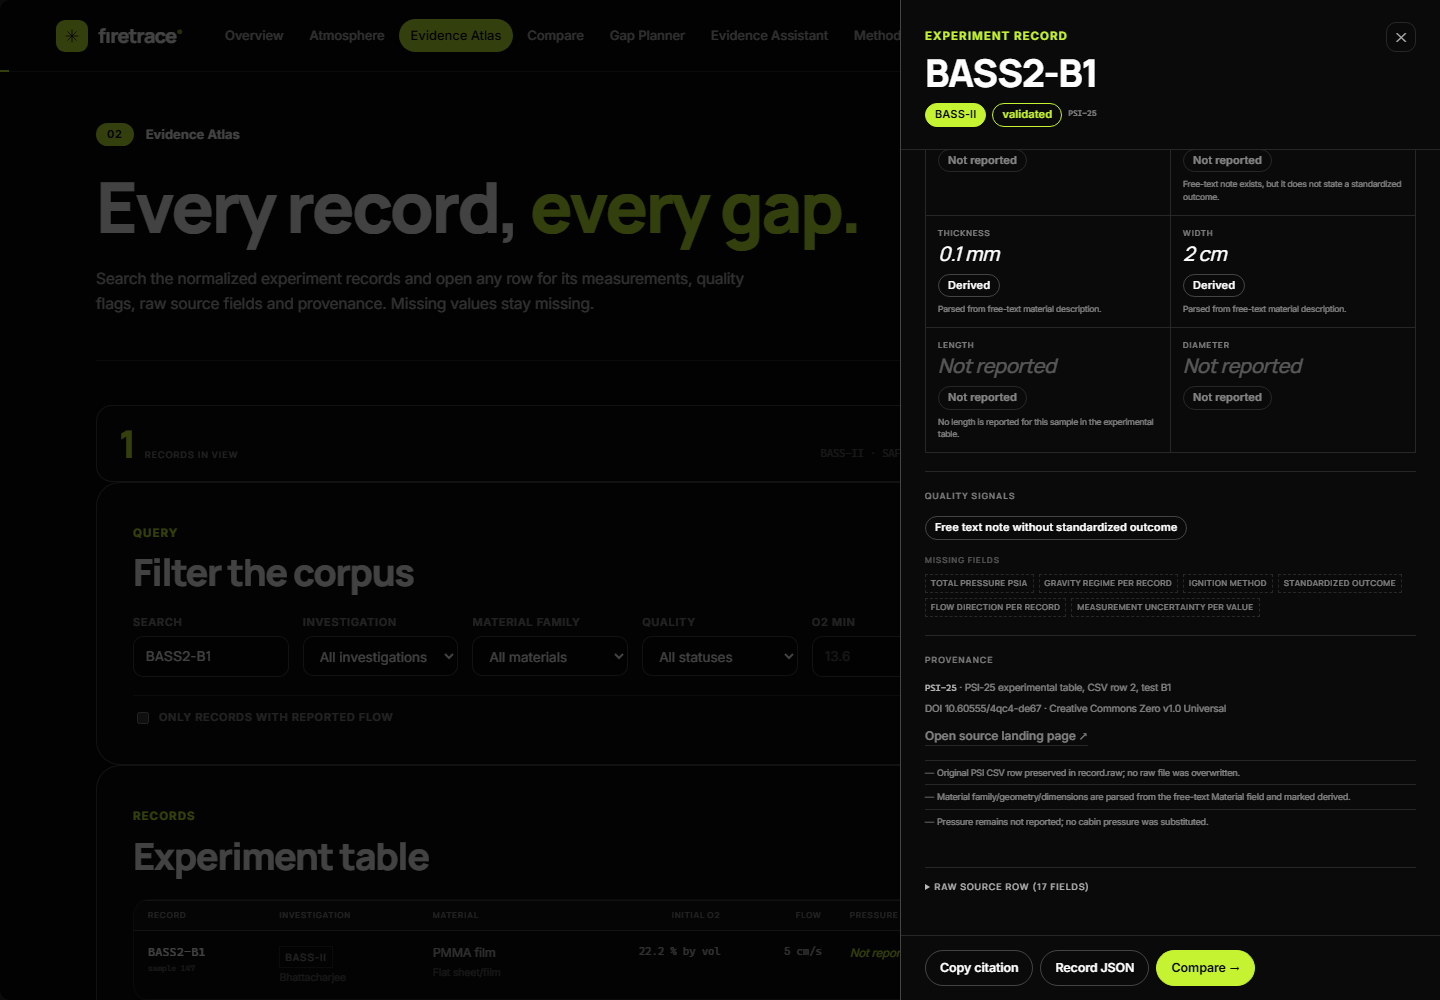 firetrace
Overview
Atmosphere
Evidence Atlas
Compare
Gap Planner
Evidence Assistant
Method
02
Evidence Atlas
Every record, every gap.
Search the normalized experiment records and open any row for its measurements, quality
flags, raw source fields and provenance. Missing values stay missing.
1 RECORDS IN VIEW
BASS-II · SAF
QUERY
Filter the corpus
SEARCH
INVESTIGATION
MATERIAL FAMILY
QUALITY
O2 MIN
BASS2-B1
All investigations
All materials
All statuses
13.6
ONLY RECORDS WITH REPORTED FLOW
RECORDS
Experiment table
RECORD
INVESTIGATION
MATERIAL
INITIAL O2
FLOW
PRESSURE
BASS2-B1
BASS-II
PMMA film
22.2 % by vol
5 cm/s
Not repor
sample 147
Bhattacharjee
Flat sheet/film
EXPERIMENT RECORD
BASS2-B1
BASS-II
validated
PSI-25
Not reported
Not reported
Free-text note exists, but it does not state a standardized
outcome.
THICKNESS
0.1 mm
Derived
Parsed from free-text material description.
WIDTH
2 cm
Derived
Parsed from free-text material description.
LENGTH
Not reported
Not reported
No length is reported for this sample in the experimental
table.
DIAMETER
Not reported
Not reported
QUALITY SIGNALS
Free text note without standardized outcome
MISSING FIELDS
TOTAL PRESSURE PSIA
GRAVITY REGIME PER RECORD
IGNITION METHOD
STANDARDIZED OUTCOME
FLOW DIRECTION PER RECORD
MEASUREMENT UNCERTAINTY PER VALUE
PROVENANCE
PSI-25 · PSI-25 experimental table, CSV row 2, test B1
DOI 10.60555/4qc4-de67 · Creative Commons Zero v1.0 Universal
Open source landing page ↗
— Original PSI CSV row preserved in record.raw; no raw file was overwritten.
— Material family/geometry/dimensions are parsed from the free-text Material field and marked derived.
— Pressure remains not reported; no cabin pressure was substituted.
RAW SOURCE ROW (17 FIELDS)
Copy citation
Record JSON
Compare →